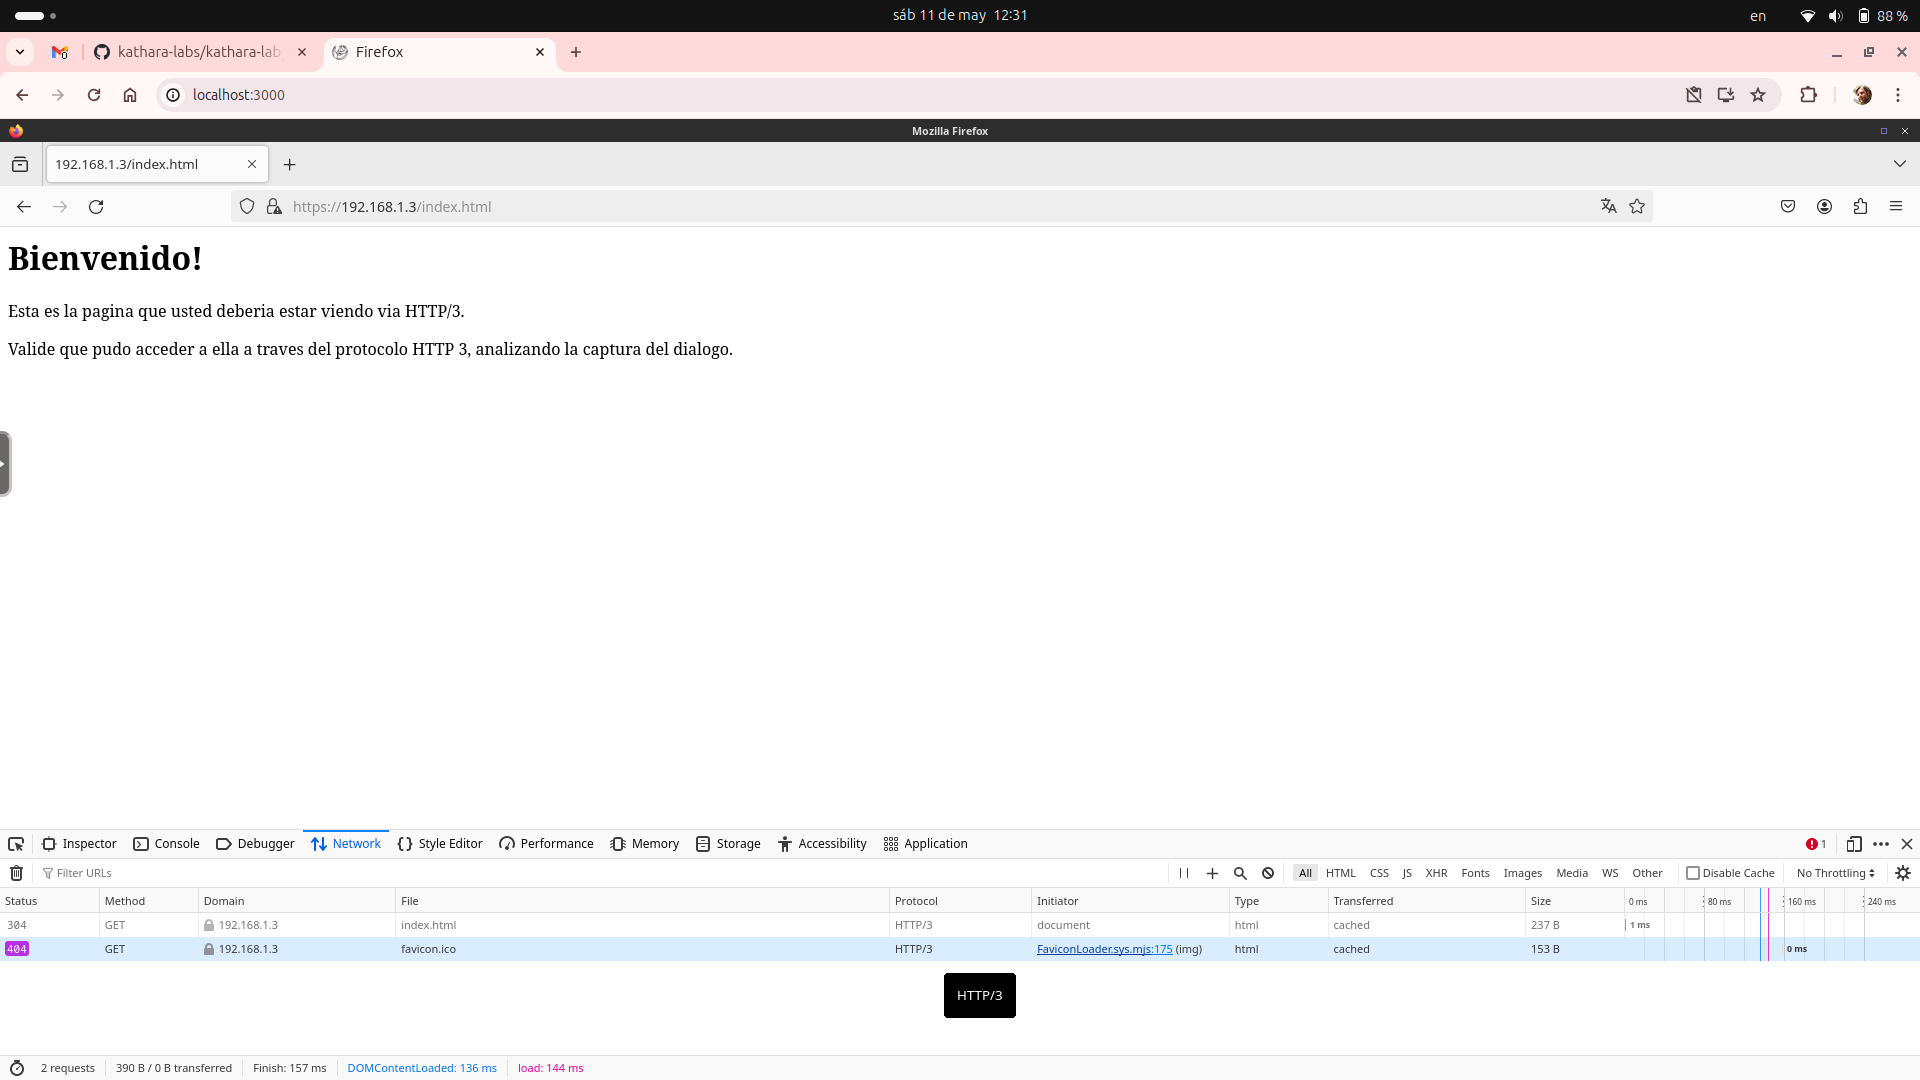 sáb 11 de may 12:31
en
88 %
kathara-labs/kathara-lab
Firefox
localhost:3000
Mozilla Firefox
192.168.1.3/index.html
https://192.168.1.3/index.html
Bienvenido!
Esta es la pagina que usted deberia estar viendo via HTTP/3.
Valide que pudo acceder a ella a traves del protocolo HTTP 3, analizando la captura del dialogo.
Inspector Console Debugger Network Style Editor Performance Memory Storage Accessibility Application 1
Filter URLs All HTML CSS JS XHR Fonts Images Media WS Other Disable Cache No Throttling
Status Method Domain File Protocol Initiator Type Transferred Size 0 ms 80 ms 160 ms 240 ms
304 GET 192.168.1.3 index.html HTTP/3 document html cached 237 B 1 ms
404 GET 192.168.1.3 favicon.ico HTTP/3 FaviconLoader.sys.mjs:175 (img) html cached 153 B 0 ms
HTTP/3
2 requests 390 B / 0 B transferred Finish: 157 ms DOMContentLoaded: 136 ms load: 144 ms